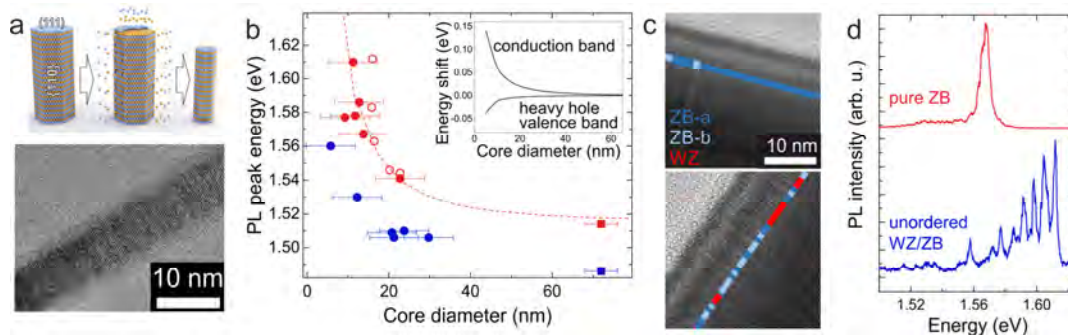 a
{111}
{110}
10 nm
b
PL peak energy (eV)
1.62
1.60
1.58
1.56
1.54
1.52
1.50
0
20
40
60
Core diameter (nm)
Energy shift (eV)
0.15
0.10
0.05
0.00
-0.05
conduction band
heavy hole
valence band
20
40
60
Core diameter (nm)
c
ZB-a
ZB-b
WZ
10 nm
d
PL intensity (arb. u.)
pure ZB
unordered
WZ/ZB
1.52
1.56
1.60
Energy (eV)